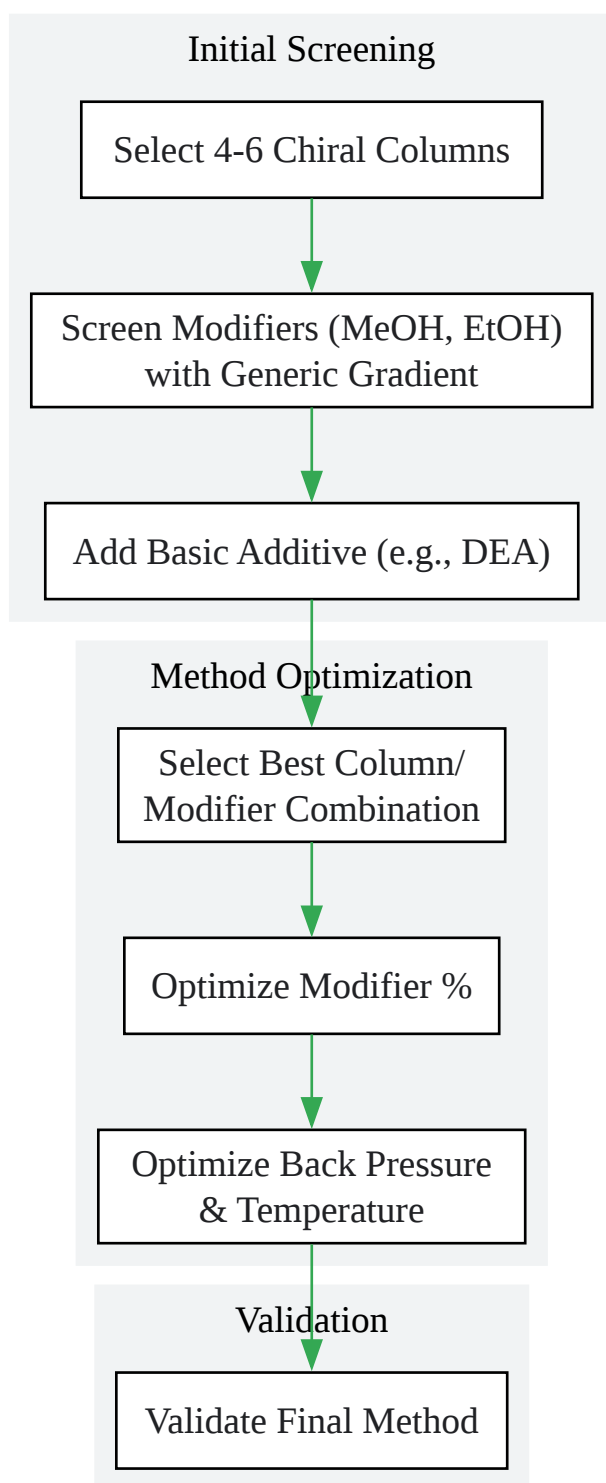 Initial Screening
Select 4-6 Chiral Columns
Screen Modifiers (MeOH, EtOH)
with Generic Gradient
Add Basic Additive (e.g., DEA)
Method Optimization
Select Best Column/
Modifier Combination
Optimize Modifier %
Optimize Back Pressure
& Temperature
Validation
Validate Final Method